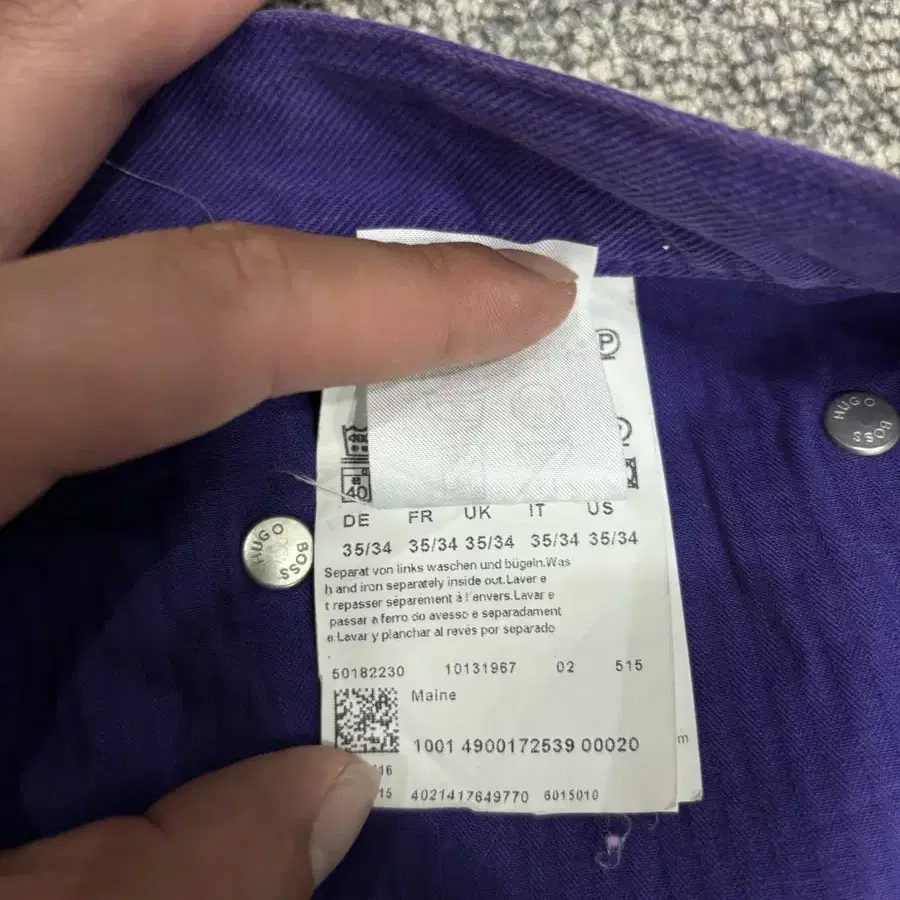 P
HUGO BOSS
40
DE FR UK IT US
35/34 35/34 35/34 35/34 35/34
HUGO BOSS
Separat von links waschen und bügeln.Was
h and iron separately inside out.Laver e
t repasser séparement à l'envers.Lavar e
passar a ferro do avesso e separadament
e.Lavar y planchar al revés por separado
.
50182230 10131967 02 515
Maine
1001 4900172539 00020
m
16
15 4021417649770 6015010